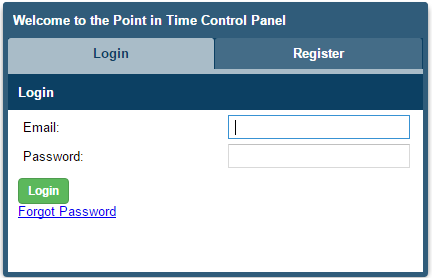 Welcome to the Point in Time Control Panel
Login Register
Login
Email:
Password:
Login
Forgot Password